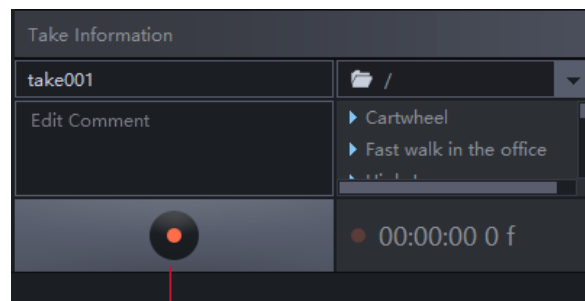 Take Information
take001
/
Edit Comment
Cartwheel
Fast walk in the office
00:00:00 0 f